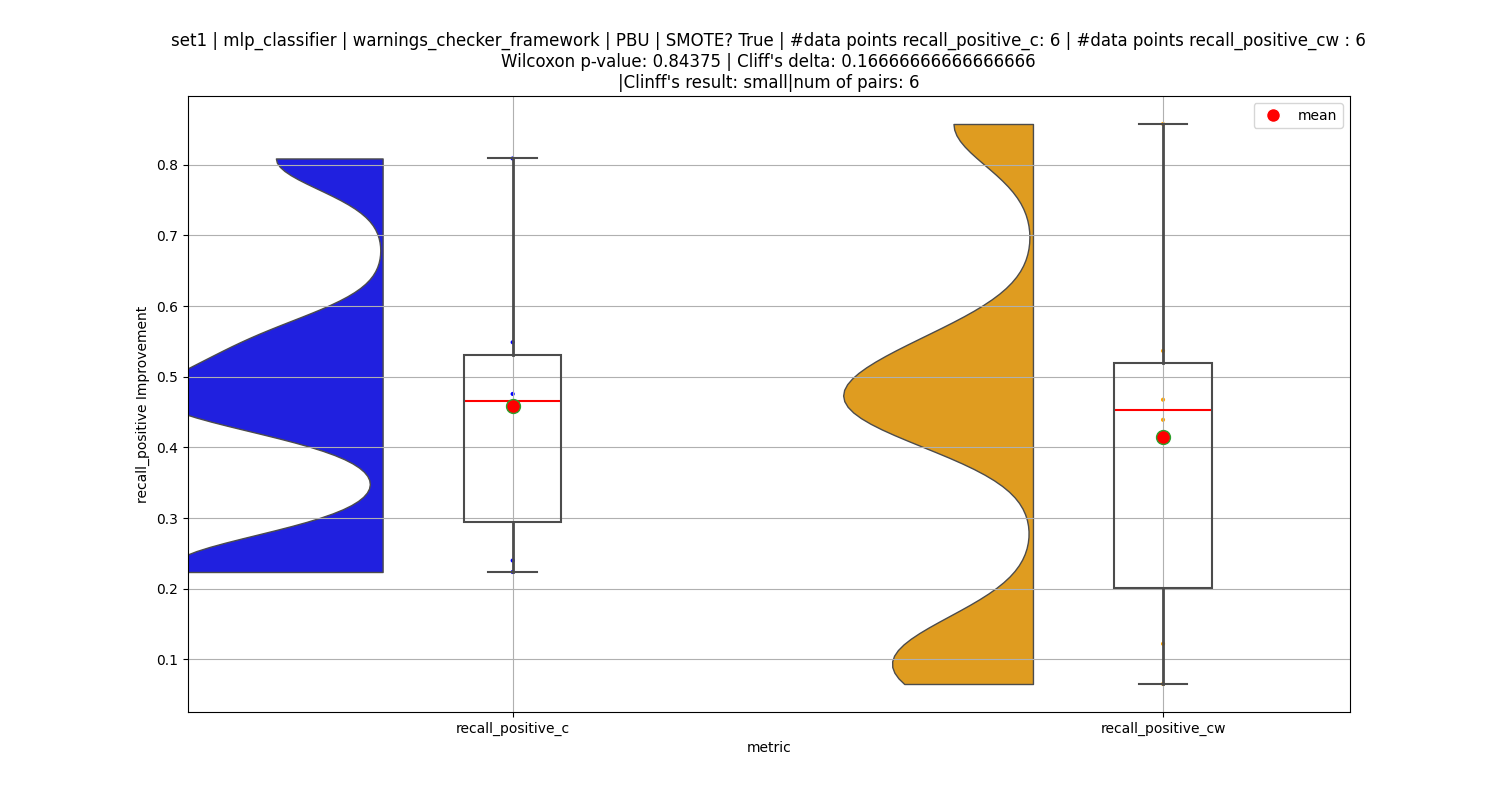 set1 | mlp_classifier | warnings_checker_framework | PBU | SMOTE? True | #data points recall_positive_c: 6 | #data points recall_positive_cw : 6
Wilcoxon p-value: 0.84375 | Cliff's delta: 0.16666666666666666
|Clinff's result: small|num of pairs: 6
mean
0.8
0.7
0.6
0.5
0.4
0.3
0.2
0.1
recall_positive Improvement
recall_positive_c
recall_positive_cw
metric